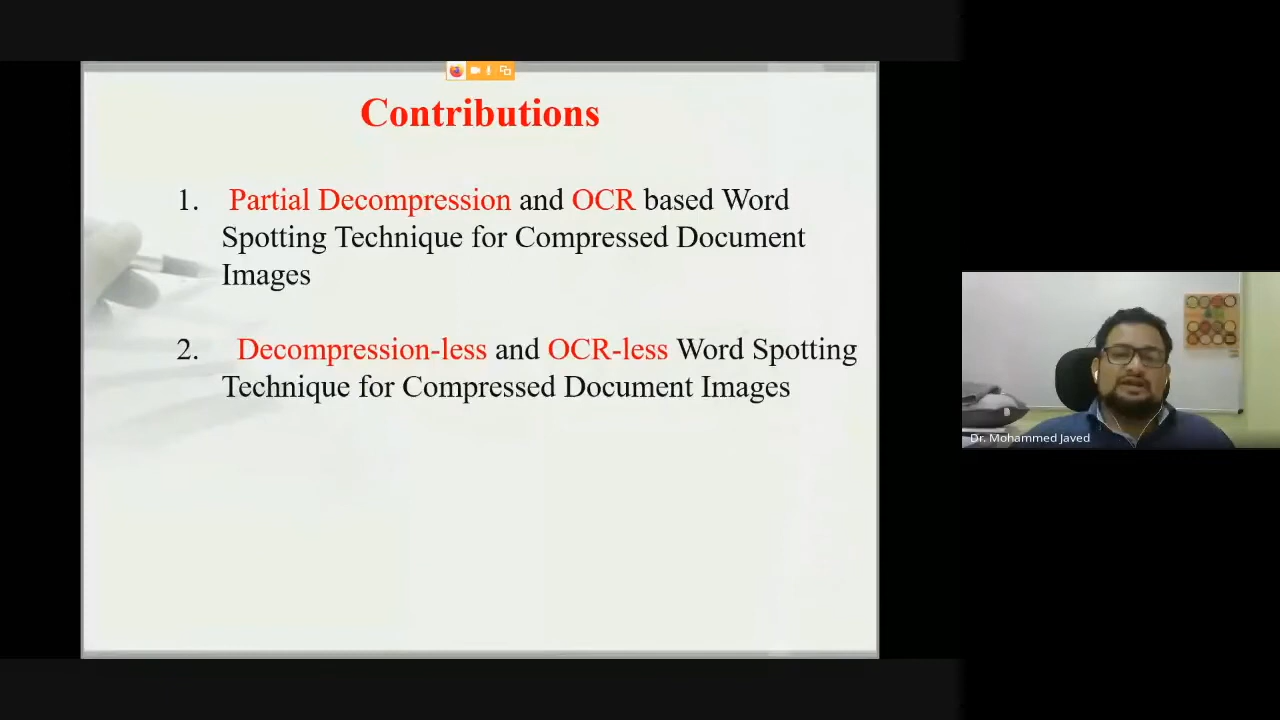 Contributions
1. Partial Decompression and OCR based Word
Spotting Technique for Compressed Document
Images
2. Decompression-less and OCR-less Word Spotting
Technique for Compressed Document Images
Dr. Mohammed Javed